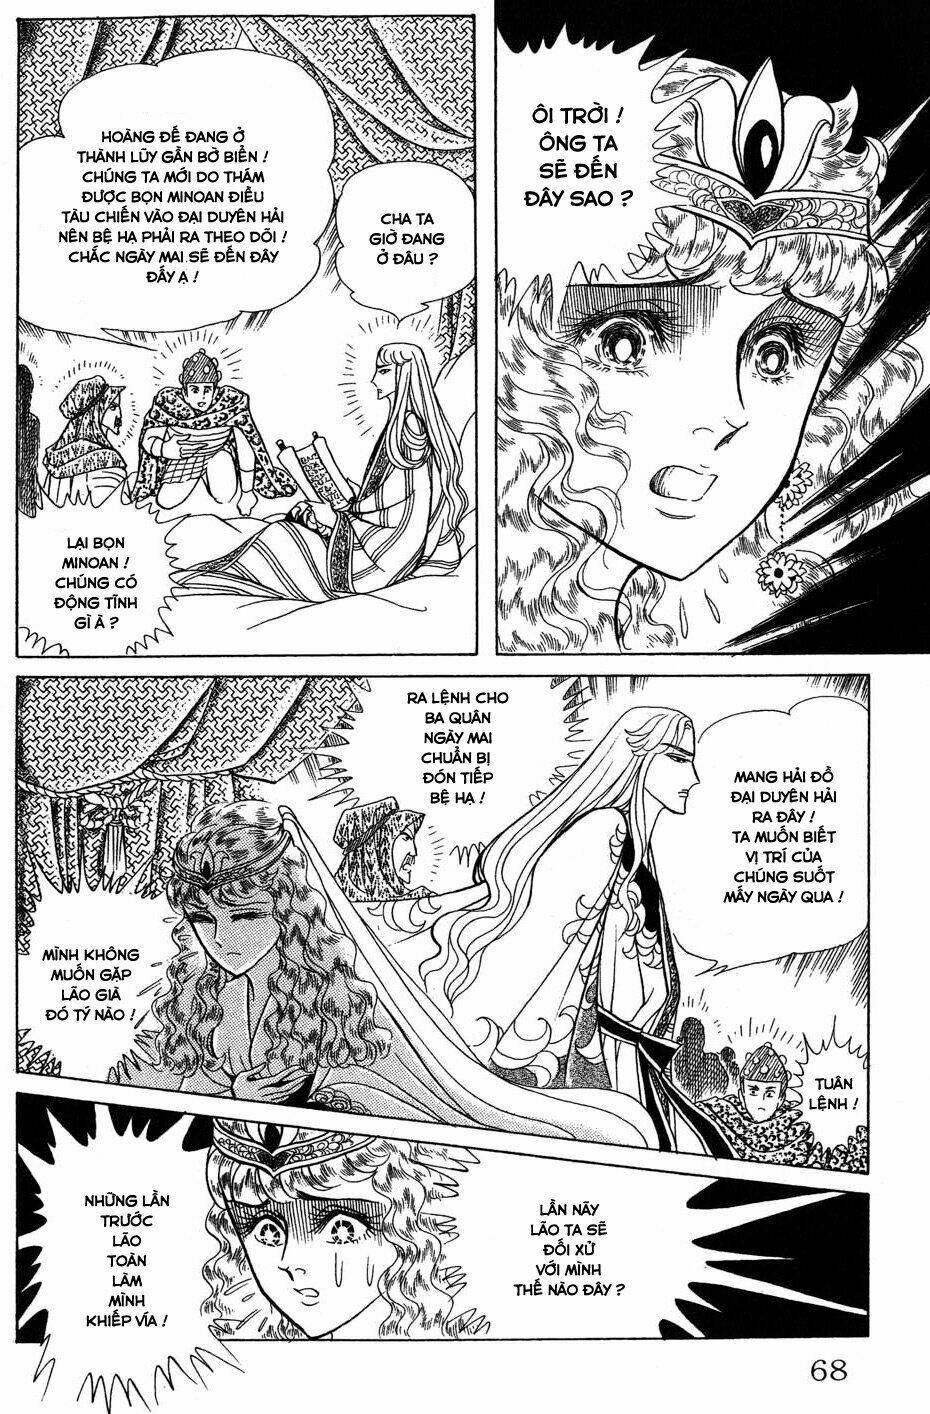 CHA TA
GIỜ ĐANG
Ở ĐÂU ?
HOÀNG ĐẾ ĐANG Ở
THÀNH LŨY GẦN BỜ BIỂN !
CHÚNG TA MỚI DO THÁM
ĐƯỢC BỌN MINOAN ĐIỀU
TÀU CHIẾN VÀO ĐẠI DUYÊN HẢI
NÊN BỆ HẠ PHẢI RA THEO DÕI !
CHẮC NGÀY MAI SẼ ĐẾN ĐÂY
ĐẤY Ạ !
LẠI BỌN
MINOAN !
CHÚNG CÓ
ĐỘNG TĨNH
GÌ À ?
ÔI TRỜI !
ÔNG TA
SẼ ĐẾN
ĐÂY SAO ?
RA LỆNH CHO
BA QUÂN
NGÀY MAI
CHUẨN BỊ
ĐÓN TIẾP
BỆ HẠ !
MANG HẢI ĐỒ
ĐẠI DUYÊN HẢI
RA ĐÂY !
TA MUỐN BIẾT
VỊ TRÍ CỦA
CHÚNG SUỐT
MẤY NGÀY QUA !
MÌNH KHÔNG
MUỐN GẶP
LÃO GIÀ
ĐÓ TÝ NÀO !
TUÂN
LỆNH !
NHỮNG LẦN
TRƯỚC
LÃO
TOÀN
LÀM
MÌNH
KHIẾP VÍA !
LẦN NÃY
LÃO TA SẼ
ĐỐI XỬ
VỚI MÌNH
THẾ NÀO ĐÂY ?
68